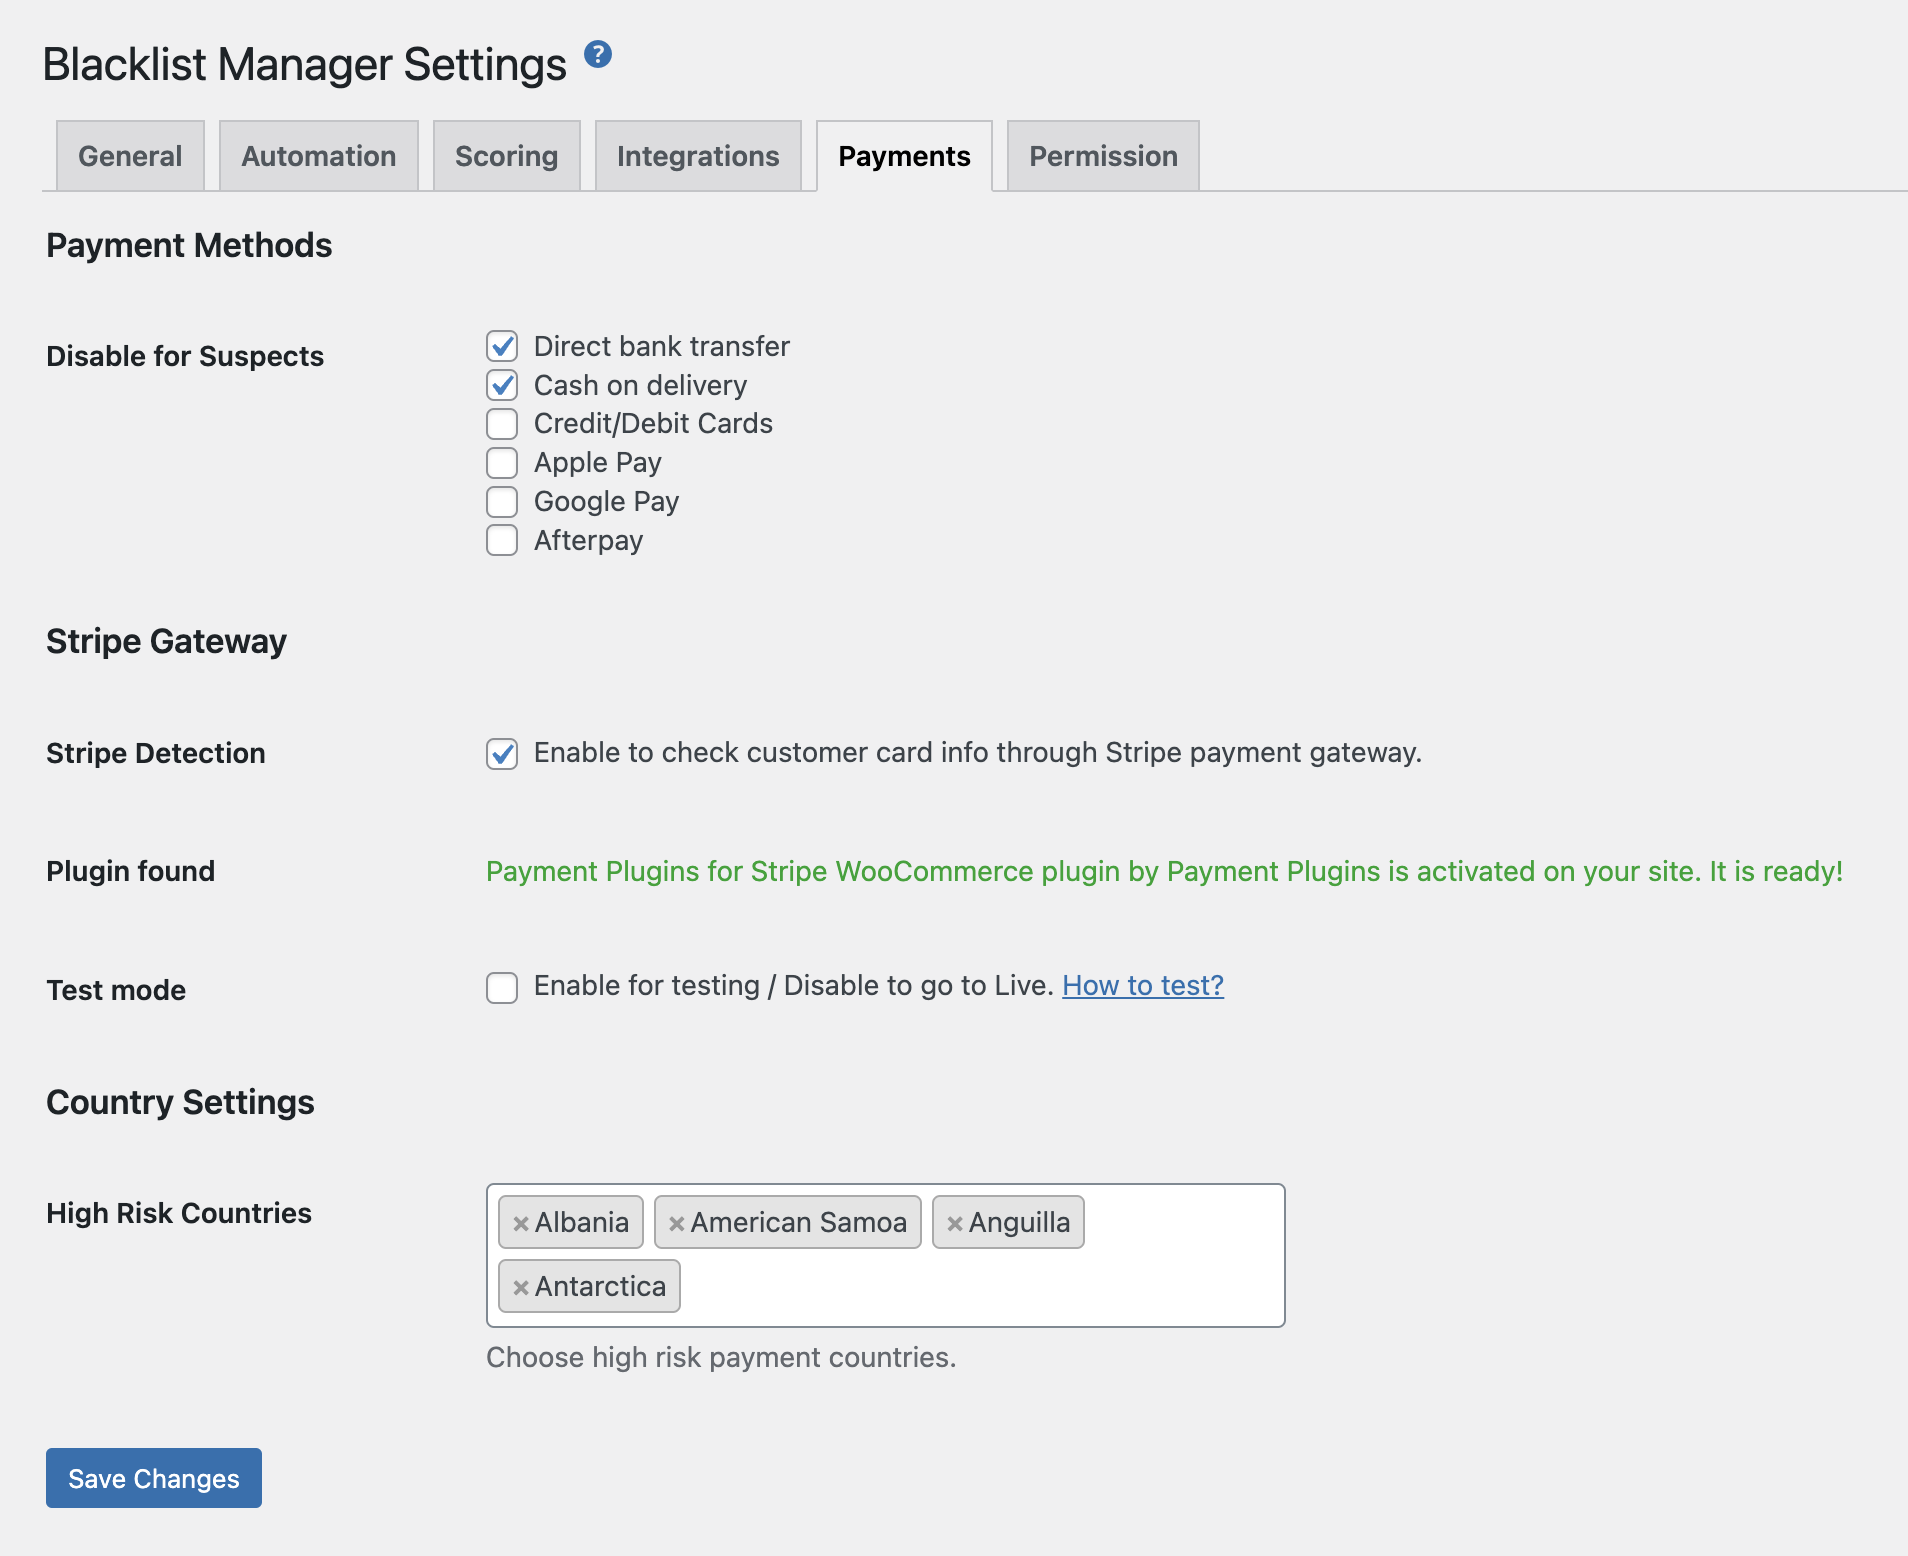 Blacklist Manager Settings ?
General Automation Scoring Integrations Payments Permission
Payment Methods
Disable for Suspects
Direct bank transfer
Cash on delivery
Credit/Debit Cards
Apple Pay
Google Pay
Afterpay
Stripe Gateway
Stripe Detection
Enable to check customer card info through Stripe payment gateway.
Plugin found
Payment Plugins for Stripe WooCommerce plugin by Payment Plugins is activated on your site. It is ready!
Test mode
Enable for testing / Disable to go to Live. How to test?
Country Settings
High Risk Countries
× Albania × American Samoa × Anguilla
× Antarctica
Choose high risk payment countries.
Save Changes